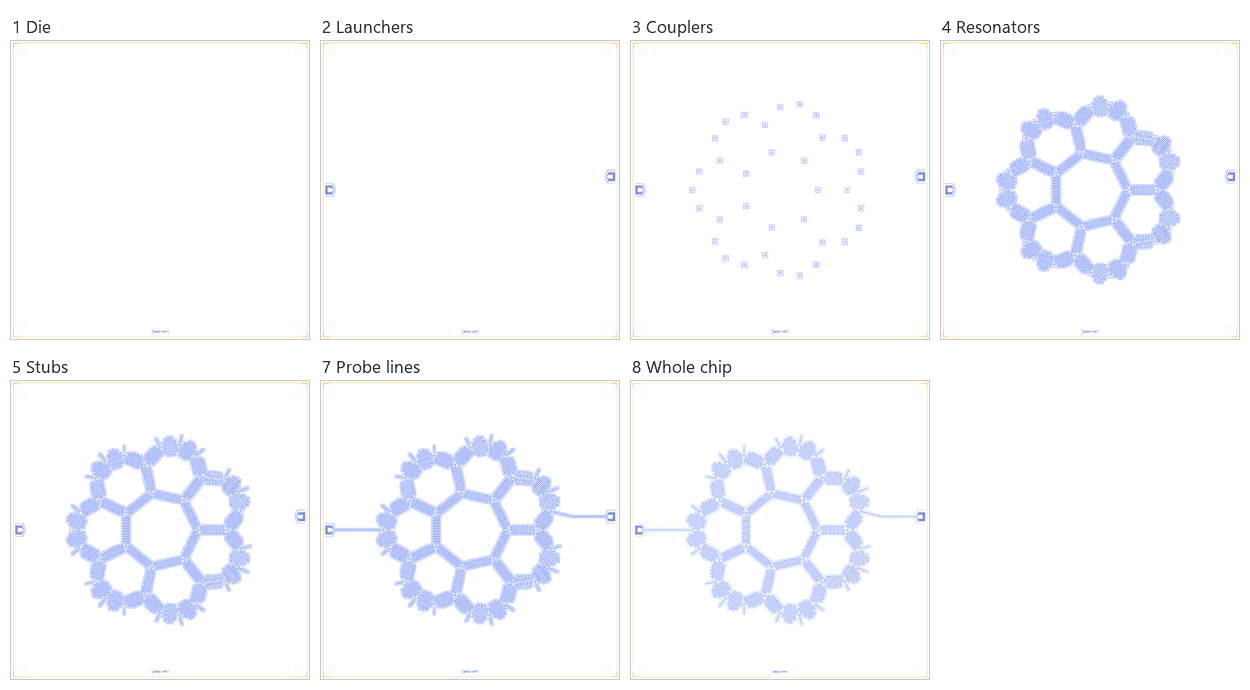 1 Die
2 Launchers
3 Couplers
4 Resonators
5 Stubs
7 Probe lines
8 Whole chip